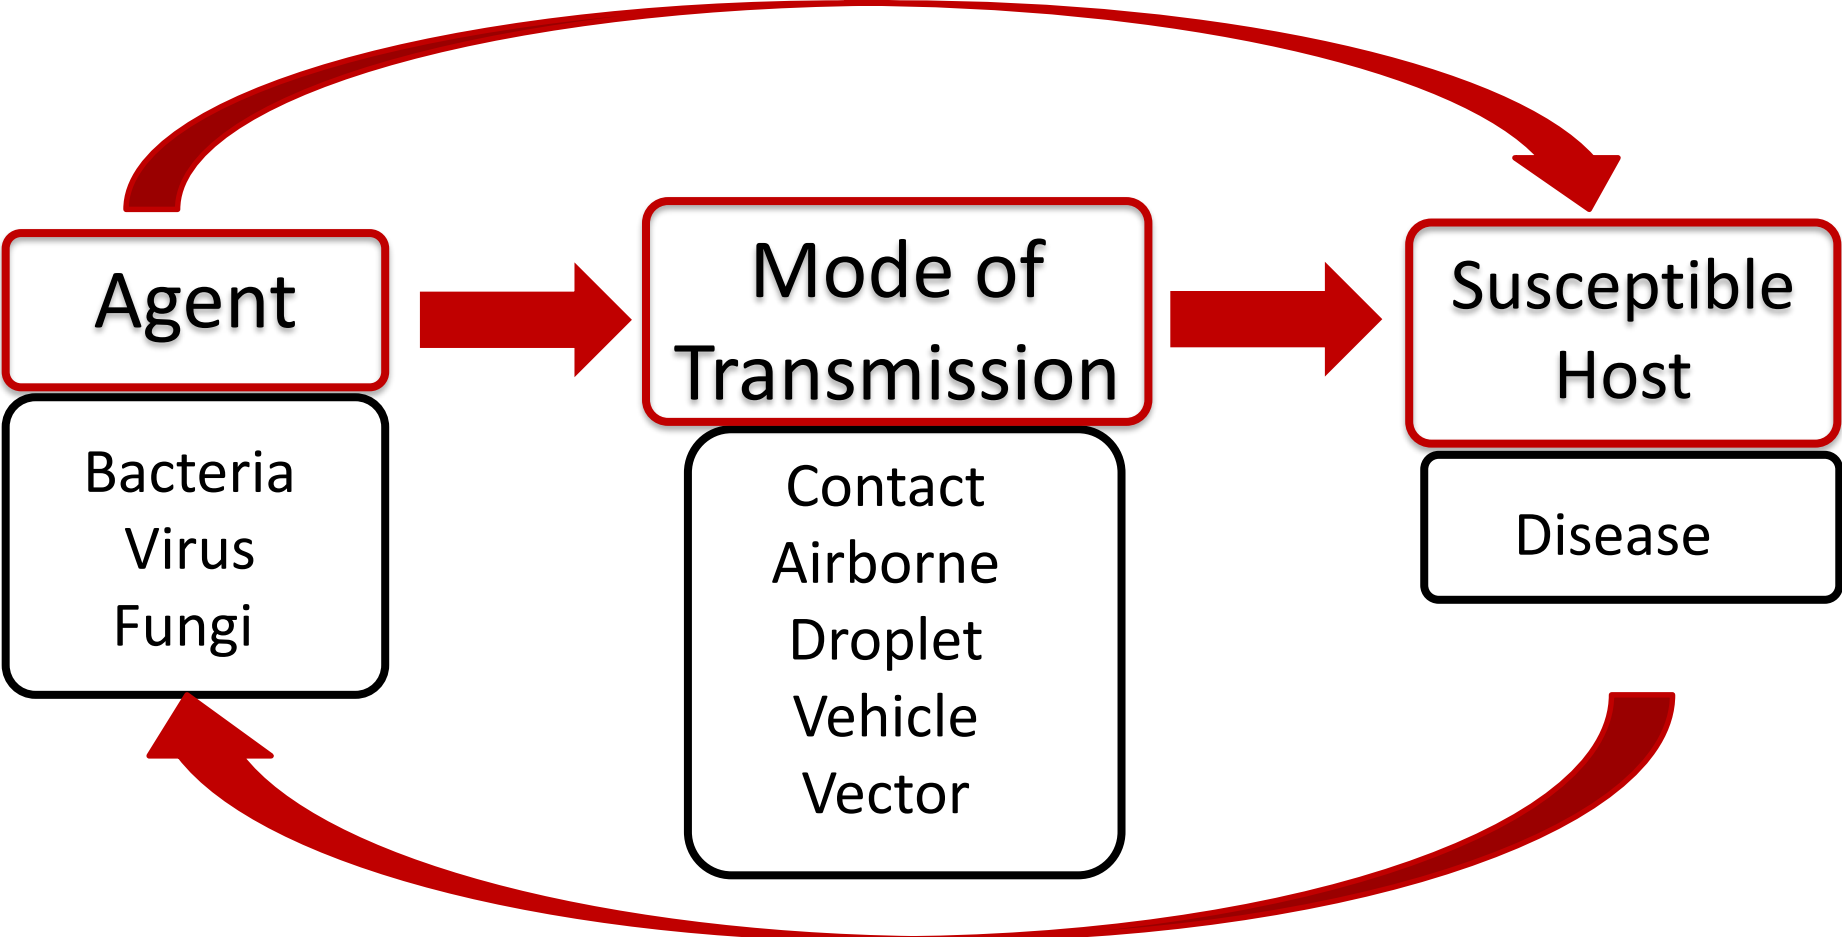 Agent
Bacteria
Virus
Fungi
Mode of
Transmission
Contact
Airborne
Droplet
Vehicle
Vector
Susceptible
Host
Disease